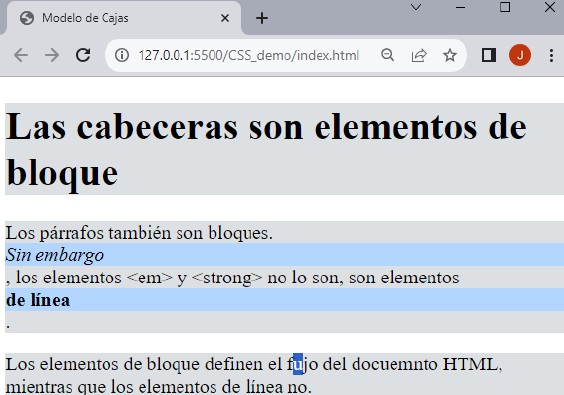 Modelo de Cajas
127.0.0.1:5500/CSS_demo/index.html
J
Las cabeceras son elementos de
bloque
Los párrafos también son bloques.
Sin embargo
, los elementos <em> y <strong> no lo son, son elementos
de línea
.
Los elementos de bloque definen el fujo del docuemnto HTML,
mientras que los elementos de línea no.